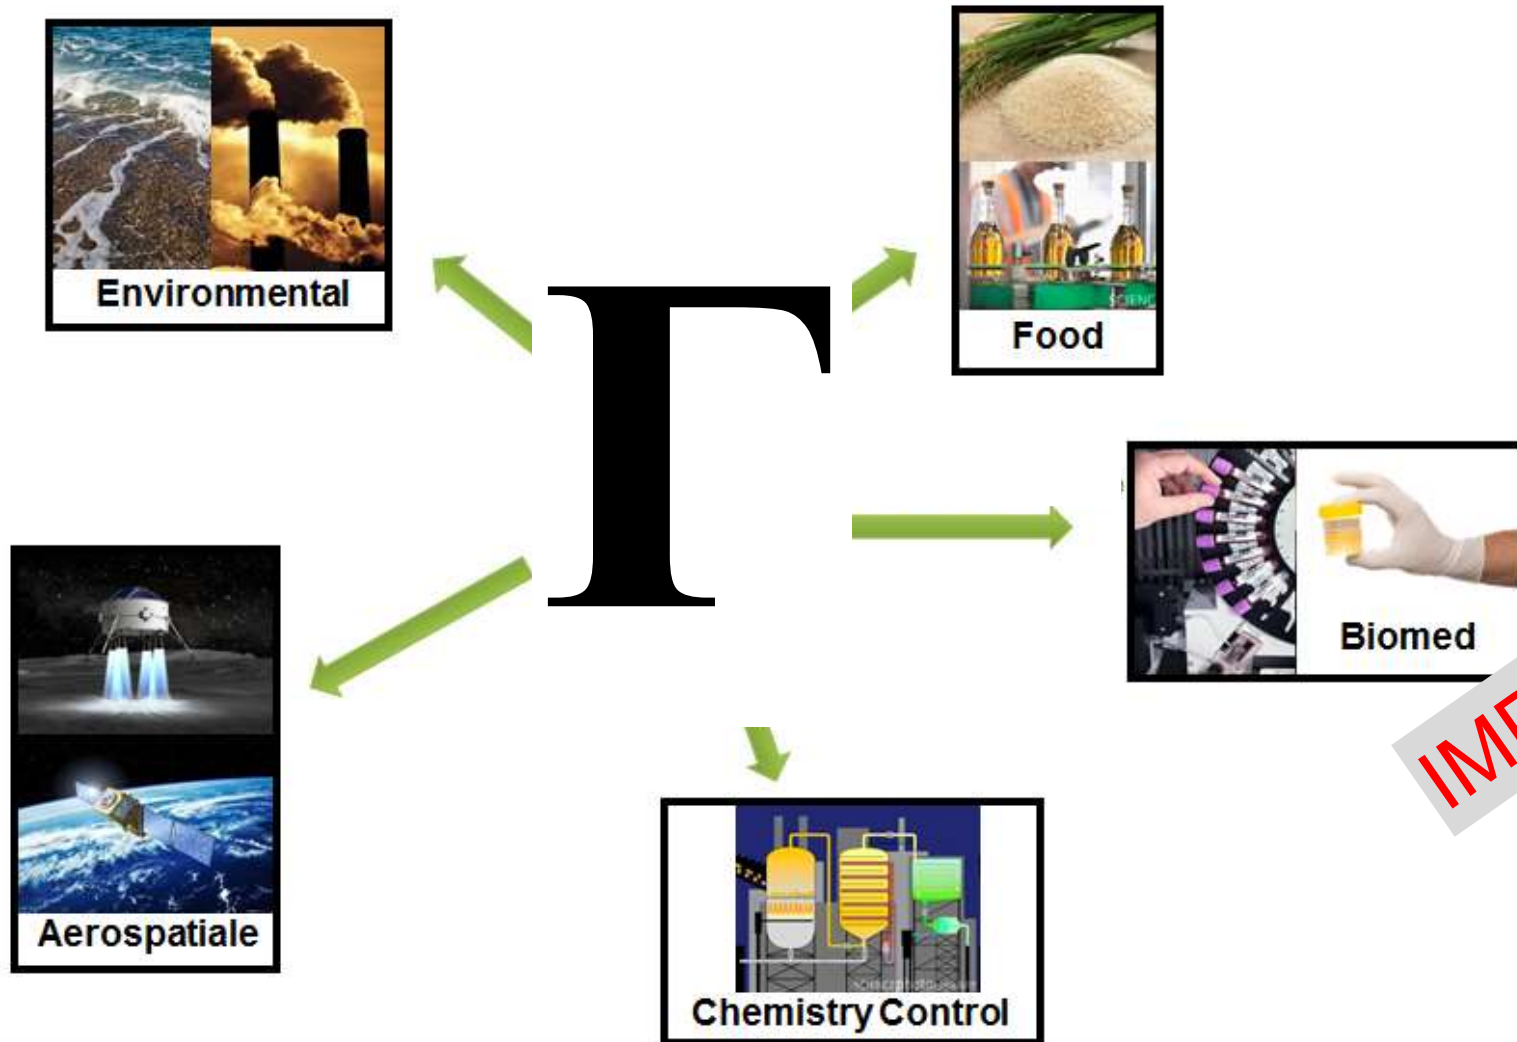 Environmental
Food
Γ
Biomed
Aerospatiale
Chemistry Control